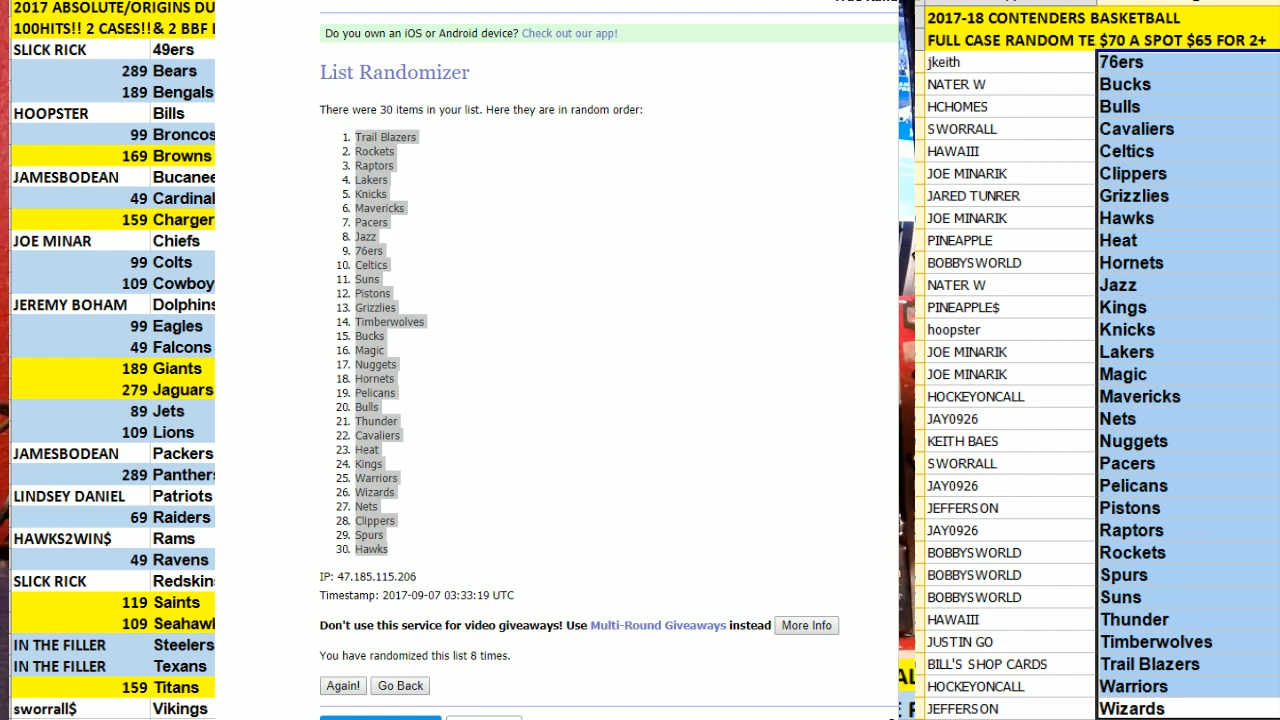 2017 ABSOLUTE/ORIGINS DU
100HITS!! 2 CASES!!& 2 BBF
SLICK RICK 49ers
289 Bears
189 Bengals
HOOPSTER Bills
99 Broncos
169 Browns
JAMESBODEAN Bucanee
49 Cardinal
159 Charger
JOE MINAR Chiefs
99 Colts
109 Cowboy
JEREMY BOHAM Dolphins
99 Eagles
49 Falcons
189 Giants
279 Jaguars
89 Jets
109 Lions
JAMESBODEAN Packers
289 Panther
LINDSEY DANIEL Patriots
69 Raiders
HAWKS2WIN$ Rams
49 Ravens
SLICK RICK Redskin
119 Saints
109 Seahawk
IN THE FILLER Steelers
IN THE FILLER Texans
159 Titans
sworrall$ Vikings
Do you own an iOS or Android device? Check out our app!
List Randomizer
There were 30 items in your list. Here they are in random order:
1. Trail Blazers
2. Rockets
3. Raptors
4. Lakers
5. Knicks
6. Mavericks
7. Pacers
8. Jazz
9. 76ers
10. Celtics
11. Suns
12. Pistons
13. Grizzlies
14. Timberwolves
15. Bucks
16. Magic
17. Nuggets
18. Hornets
19. Pelicans
20. Bulls
21. Thunder
22. Cavaliers
23. Heat
24. Kings
25. Warriors
26. Wizards
27. Nets
28. Clippers
29. Spurs
30. Hawks
IP: 47.185.115.206
Timestamp: 2017-09-07 03:33:19 UTC
Don't use this service for video giveaways! Use Multi-Round Giveaways instead More Info
You have randomized this list 8 times.
Again! Go Back
2017-18 CONTENDERS BASKETBALL
FULL CASE RANDOM TE $70 A SPOT $65 FOR 2+
jkeith 76ers
NATER W Bucks
HCHOMES Bulls
SWORRALL Cavaliers
HAWAIII Celtics
JOE MINARIK Clippers
JARED TUNRER Grizzlies
JOE MINARIK Hawks
PINEAPPLE Heat
BOBBYSWORLD Hornets
NATER W Jazz
PINEAPPLE$ Kings
hoopster Knicks
JOE MINARIK Lakers
JOE MINARIK Magic
HOCKEYONCALL Mavericks
JAY0926 Nets
KEITH BAES Nuggets
SWORRALL Pacers
JAY0926 Pelicans
JEFFERSON Pistons
JAY0926 Raptors
BOBBYSWORLD Rockets
BOBBYSWORLD Spurs
BOBBYSWORLD Suns
HAWAIII Thunder
JUSTIN GO Timberwolves
BILL'S SHOP CARDS Trail Blazers
HOCKEYONCALL Warriors
JEFFERSON Wizards